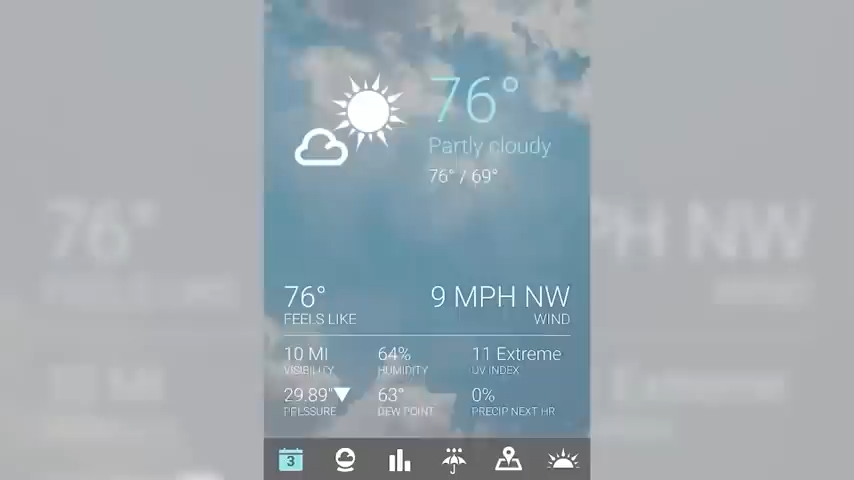 76°
Partly cloudy
76° / 69°
76°
FEELS LIKE
9 MPH NW
WIND
10 MI
VISIBILITY
64%
HUMIDITY
11 Extreme
UV INDEX
29.89"▼
PRESSURE
63°
DEW POINT
0%
PRECIP NEXT HR
3